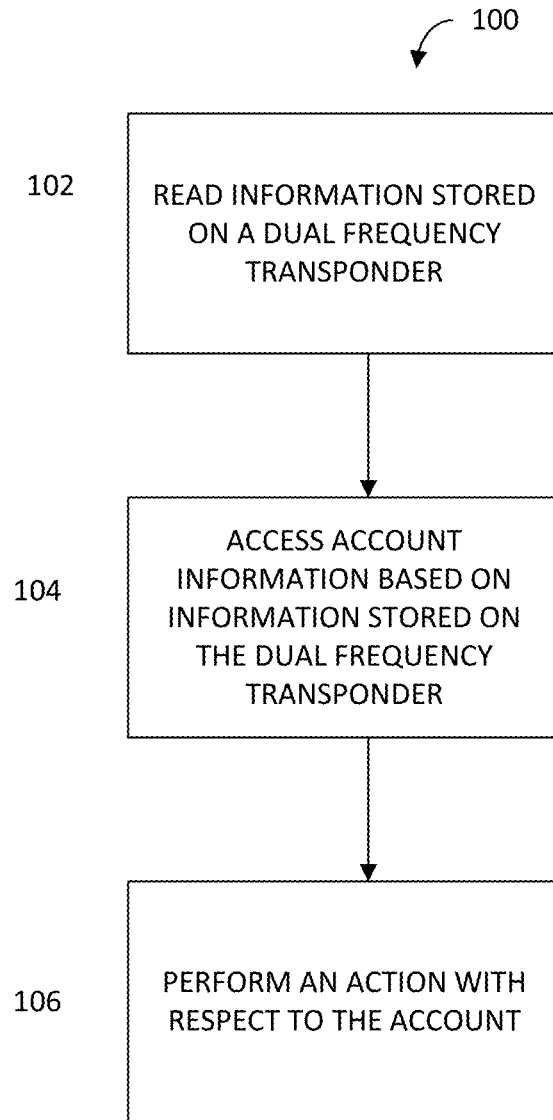 100
102
READ INFORMATION STORED
ON A DUAL FREQUENCY
TRANSPONDER
104
ACCESS ACCOUNT
INFORMATION BASED ON
INFORMATION STORED ON
THE DUAL FREQUENCY
TRANSPONDER
106
PERFORM AN ACTION WITH
RESPECT TO THE ACCOUNT